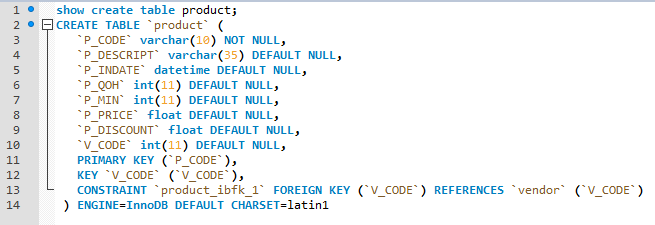 1 show create table product;
2 CREATE TABLE `product` (
3 `P_CODE` varchar(10) NOT NULL,
4 `P_DESCRIPT` varchar(35) DEFAULT NULL,
5 `P_INDATE` datetime DEFAULT NULL,
6 `P_QOH` int(11) DEFAULT NULL,
7 `P_MIN` int(11) DEFAULT NULL,
8 `P_PRICE` float DEFAULT NULL,
9 `P_DISCOUNT` float DEFAULT NULL,
10 `V_CODE` int(11) DEFAULT NULL,
11 PRIMARY KEY (`P_CODE`),
12 KEY `V_CODE` (`V_CODE`),
13 CONSTRAINT `product_ibfk_1` FOREIGN KEY (`V_CODE`) REFERENCES `vendor` (`V_CODE`)
14 ) ENGINE=InnoDB DEFAULT CHARSET=latin1